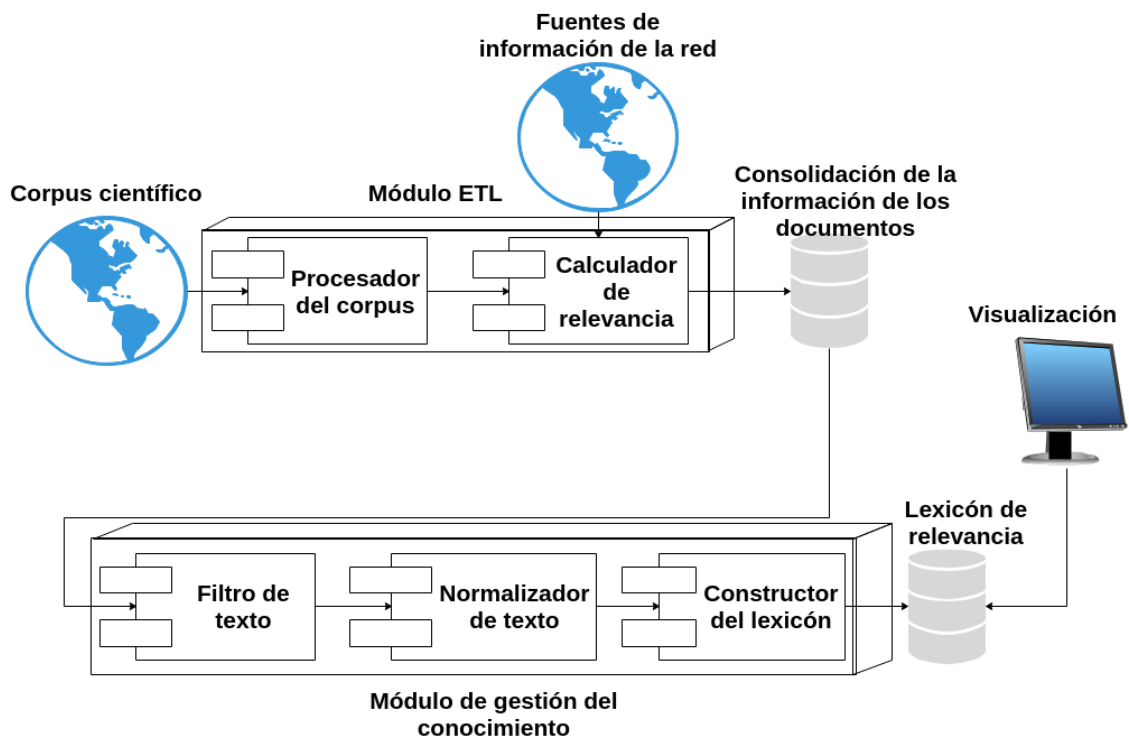 Fuentes de
información de la red
Corpus científico
Módulo ETL
Consolidación de la
información de los
documentos
Procesador
del corpus
Calculador
de
relevancia
Visualización
Lexicón de
relevancia
Filtro de
texto
Normalizador
de texto
Constructor
del lexicón
Módulo de gestión del
conocimiento